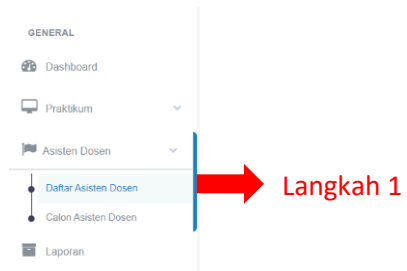 GENERAL
Dashboard
Praktikum
Asisten Dosen
Daftar Asisten Dosen
Langkah 1
Calon Asisten Dosen
Laporan